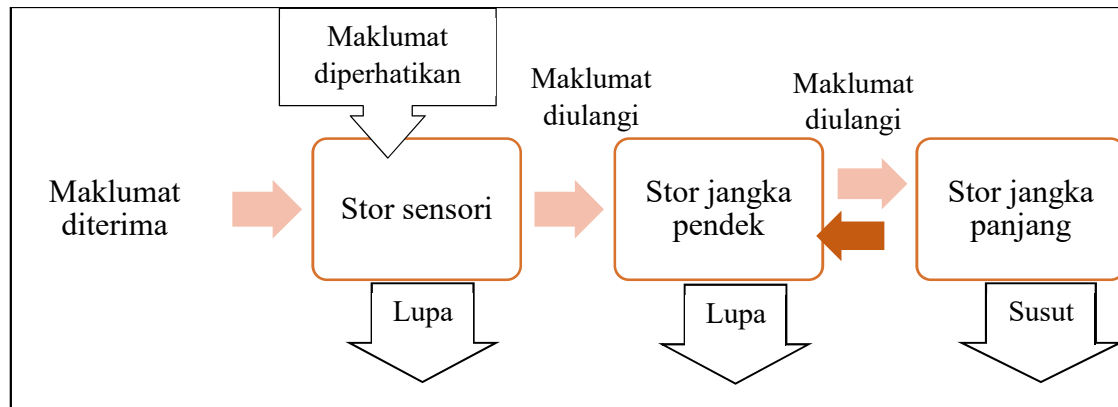 Maklumat
diperhatikan
Maklumat
diulangi
Maklumat
diulangi
Maklumat
diterima
Stor sensori
Stor jangka
pendek
Stor jangka
panjang
Lupa
Lupa
Susut